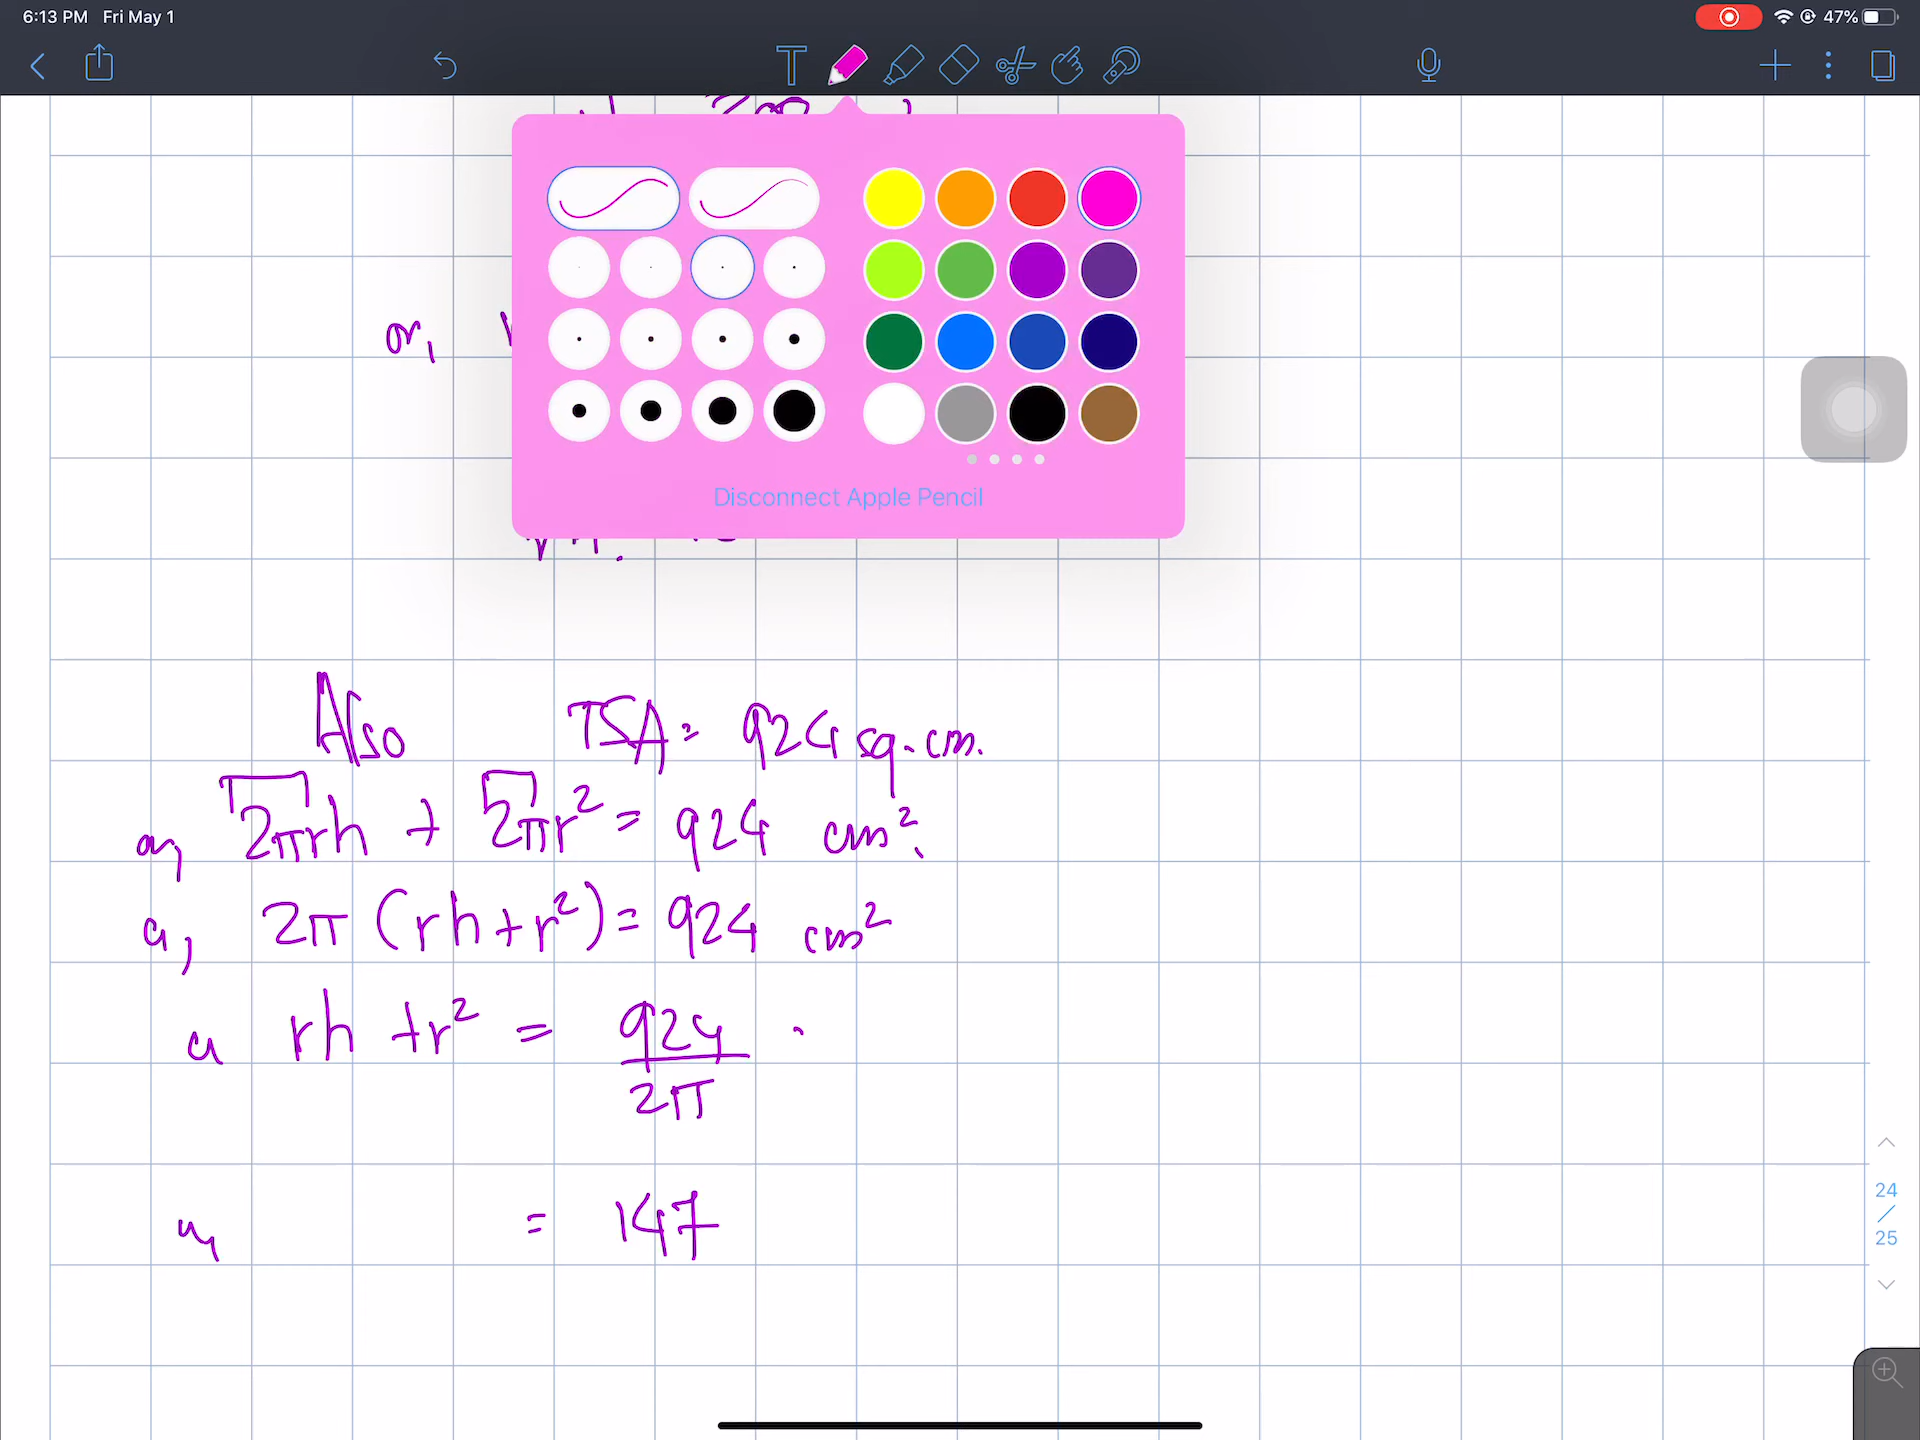 6:13 PM Fri May 1
47%
T
or,
Disconnect Apple Pencil
Also TSA = 924 sq. cm.
or, 2πrh + 2πr² = 924 cm².
or, 2π (rh + r²) = 924 cm²
or rh + r² = 924
2π
or, = 147
24
25